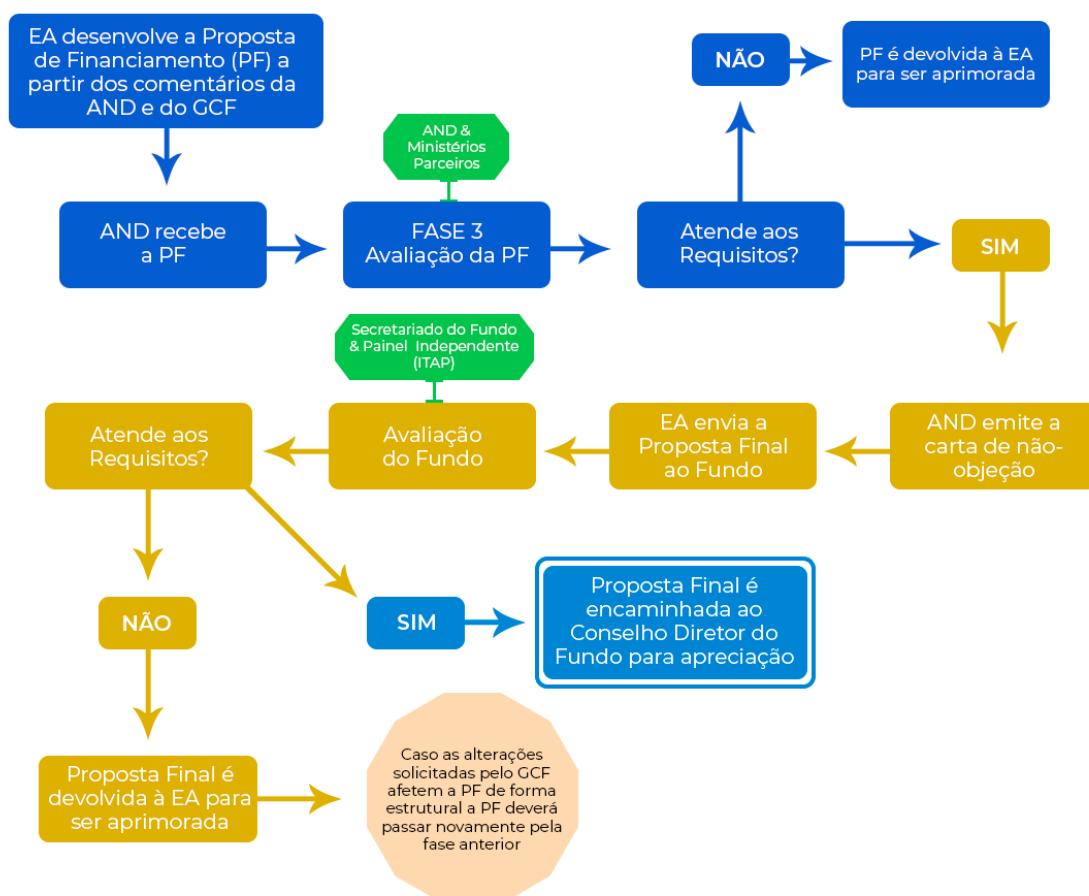 EA desenvolve a Proposta
de Financiamento (PF) a
partir dos comentários da
AND e do GCF
NÃO
PF é devolvida à EA
para ser aprimorada
AND &
Ministérios
Parceiros
AND recebe
a PF
FASE 3
Avaliação da PF
Atende aos
Requisitos?
SIM
Secretariado do Fundo
& Painel Independente
(ITAP)
Atende aos
Requisitos?
Avaliação
do Fundo
EA envia a
Proposta Final
ao Fundo
AND emite a
carta de não-
objeção
NÃO
SIM
Proposta Final é
encaminhada ao
Conselho Diretor do
Fundo para apreciação
Proposta Final é
devolvida à EA para
ser aprimorada
Caso as alterações
solicitadas pelo GCF
afetem a PF de forma
estrutural a PF deverá
passar novamente pela
fase anterior